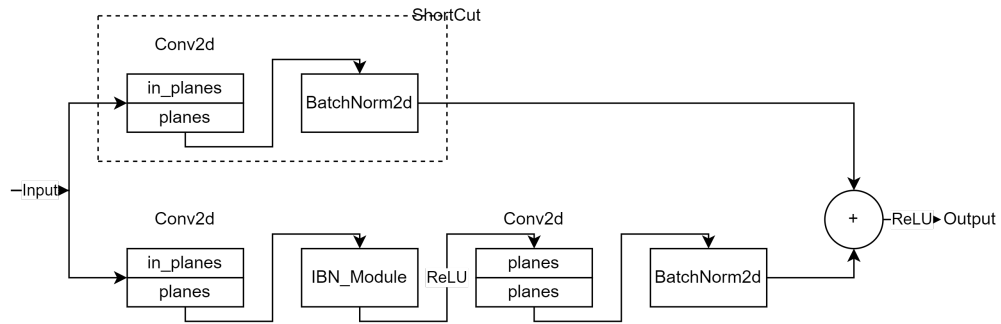 ShortCut
Conv2d
in_planes
planes
BatchNorm2d
Input
Conv2d
in_planes
planes
IBN_Module
ReLU
Conv2d
planes
planes
BatchNorm2d
+
ReLU
Output